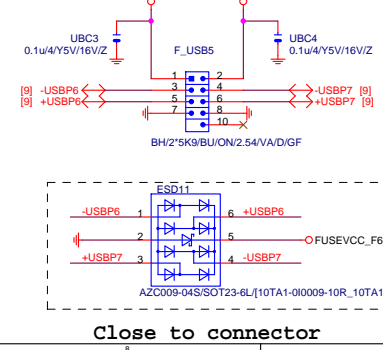 UBC3
0.1u/4/Y5V/16V/Z
F_USB5
UBC4
0.1u/4/Y5V/16V/Z
1 2
[9] -USBP6 3 4 -USBP7 [9]
[9] +USBP6 5 6 +USBP7 [9]
7 8
10
BH/2*5K9/BU/ON/2.54/VA/D/GF
ESD11
-USBP6 1 6 +USBP6
2 5 FUSEVCC_F6
+USBP7 3 4 -USBP7
AZC009-04S/SOT23-6L/[10TA1-0I0009-10R_10TA1
Close to connector